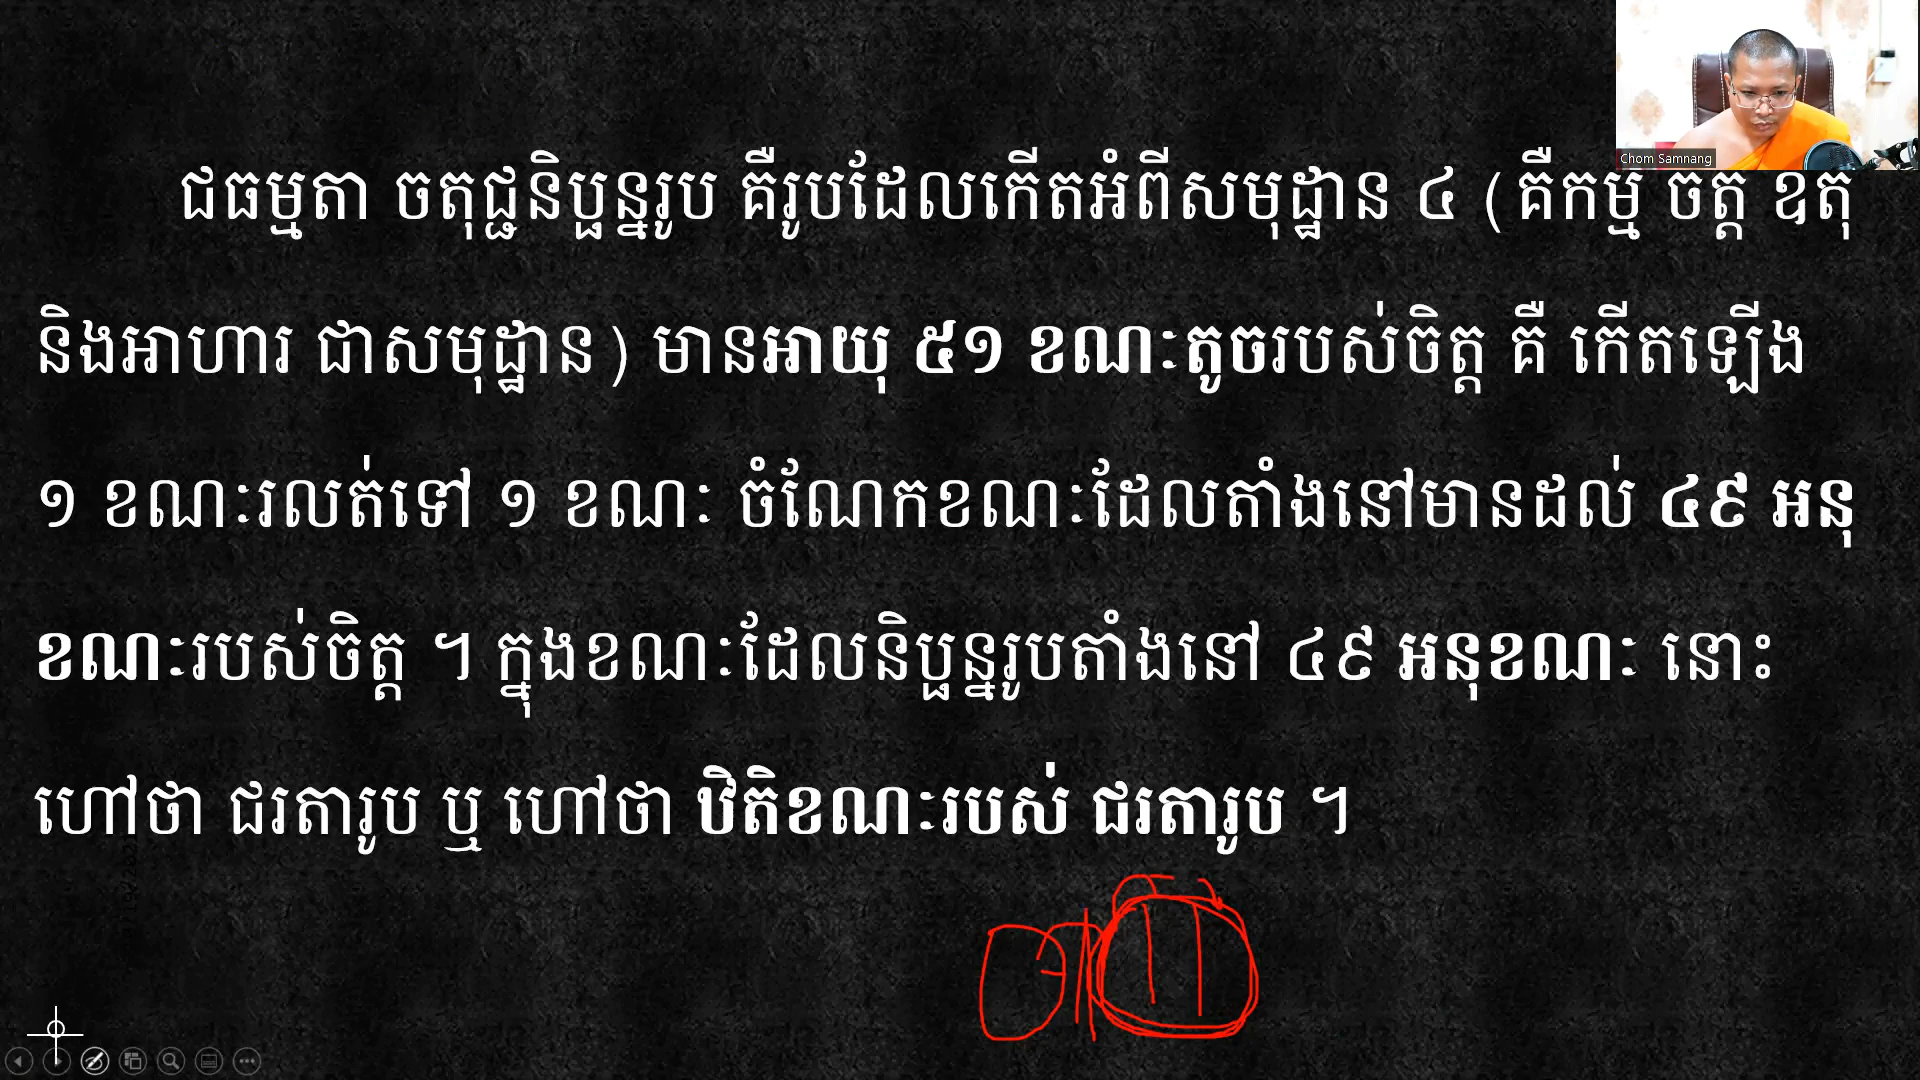 Chom Samnang
ជធម្មតា ចតុជ្ជនិប្ផន្នរូប គឺរូបដែលកើតអំពីសមុដ្ឋាន ៤ (គឺកម្ម ចិត្ត ឧតុ
និងអាហារ ជាសមុដ្ឋាន) មានអាយុ ៥១ ខណៈតូចរបស់ចិត្ត គឺ កើតឡើង
១ ខណៈរលត់ទៅ ១ ខណៈ ចំណែកខណៈដែលតាំងនៅមានដល់ ៤៩ អនុ
ខណៈរបស់ចិត្ត ។ ក្នុងខណៈដែលនិប្ផន្នរូបតាំងនៅ ៤៩ អនុខណៈ នោះ
ហៅថា ជរតារូប ឬ ហៅថា ឋិតិខណៈរបស់ ជរតារូប ។